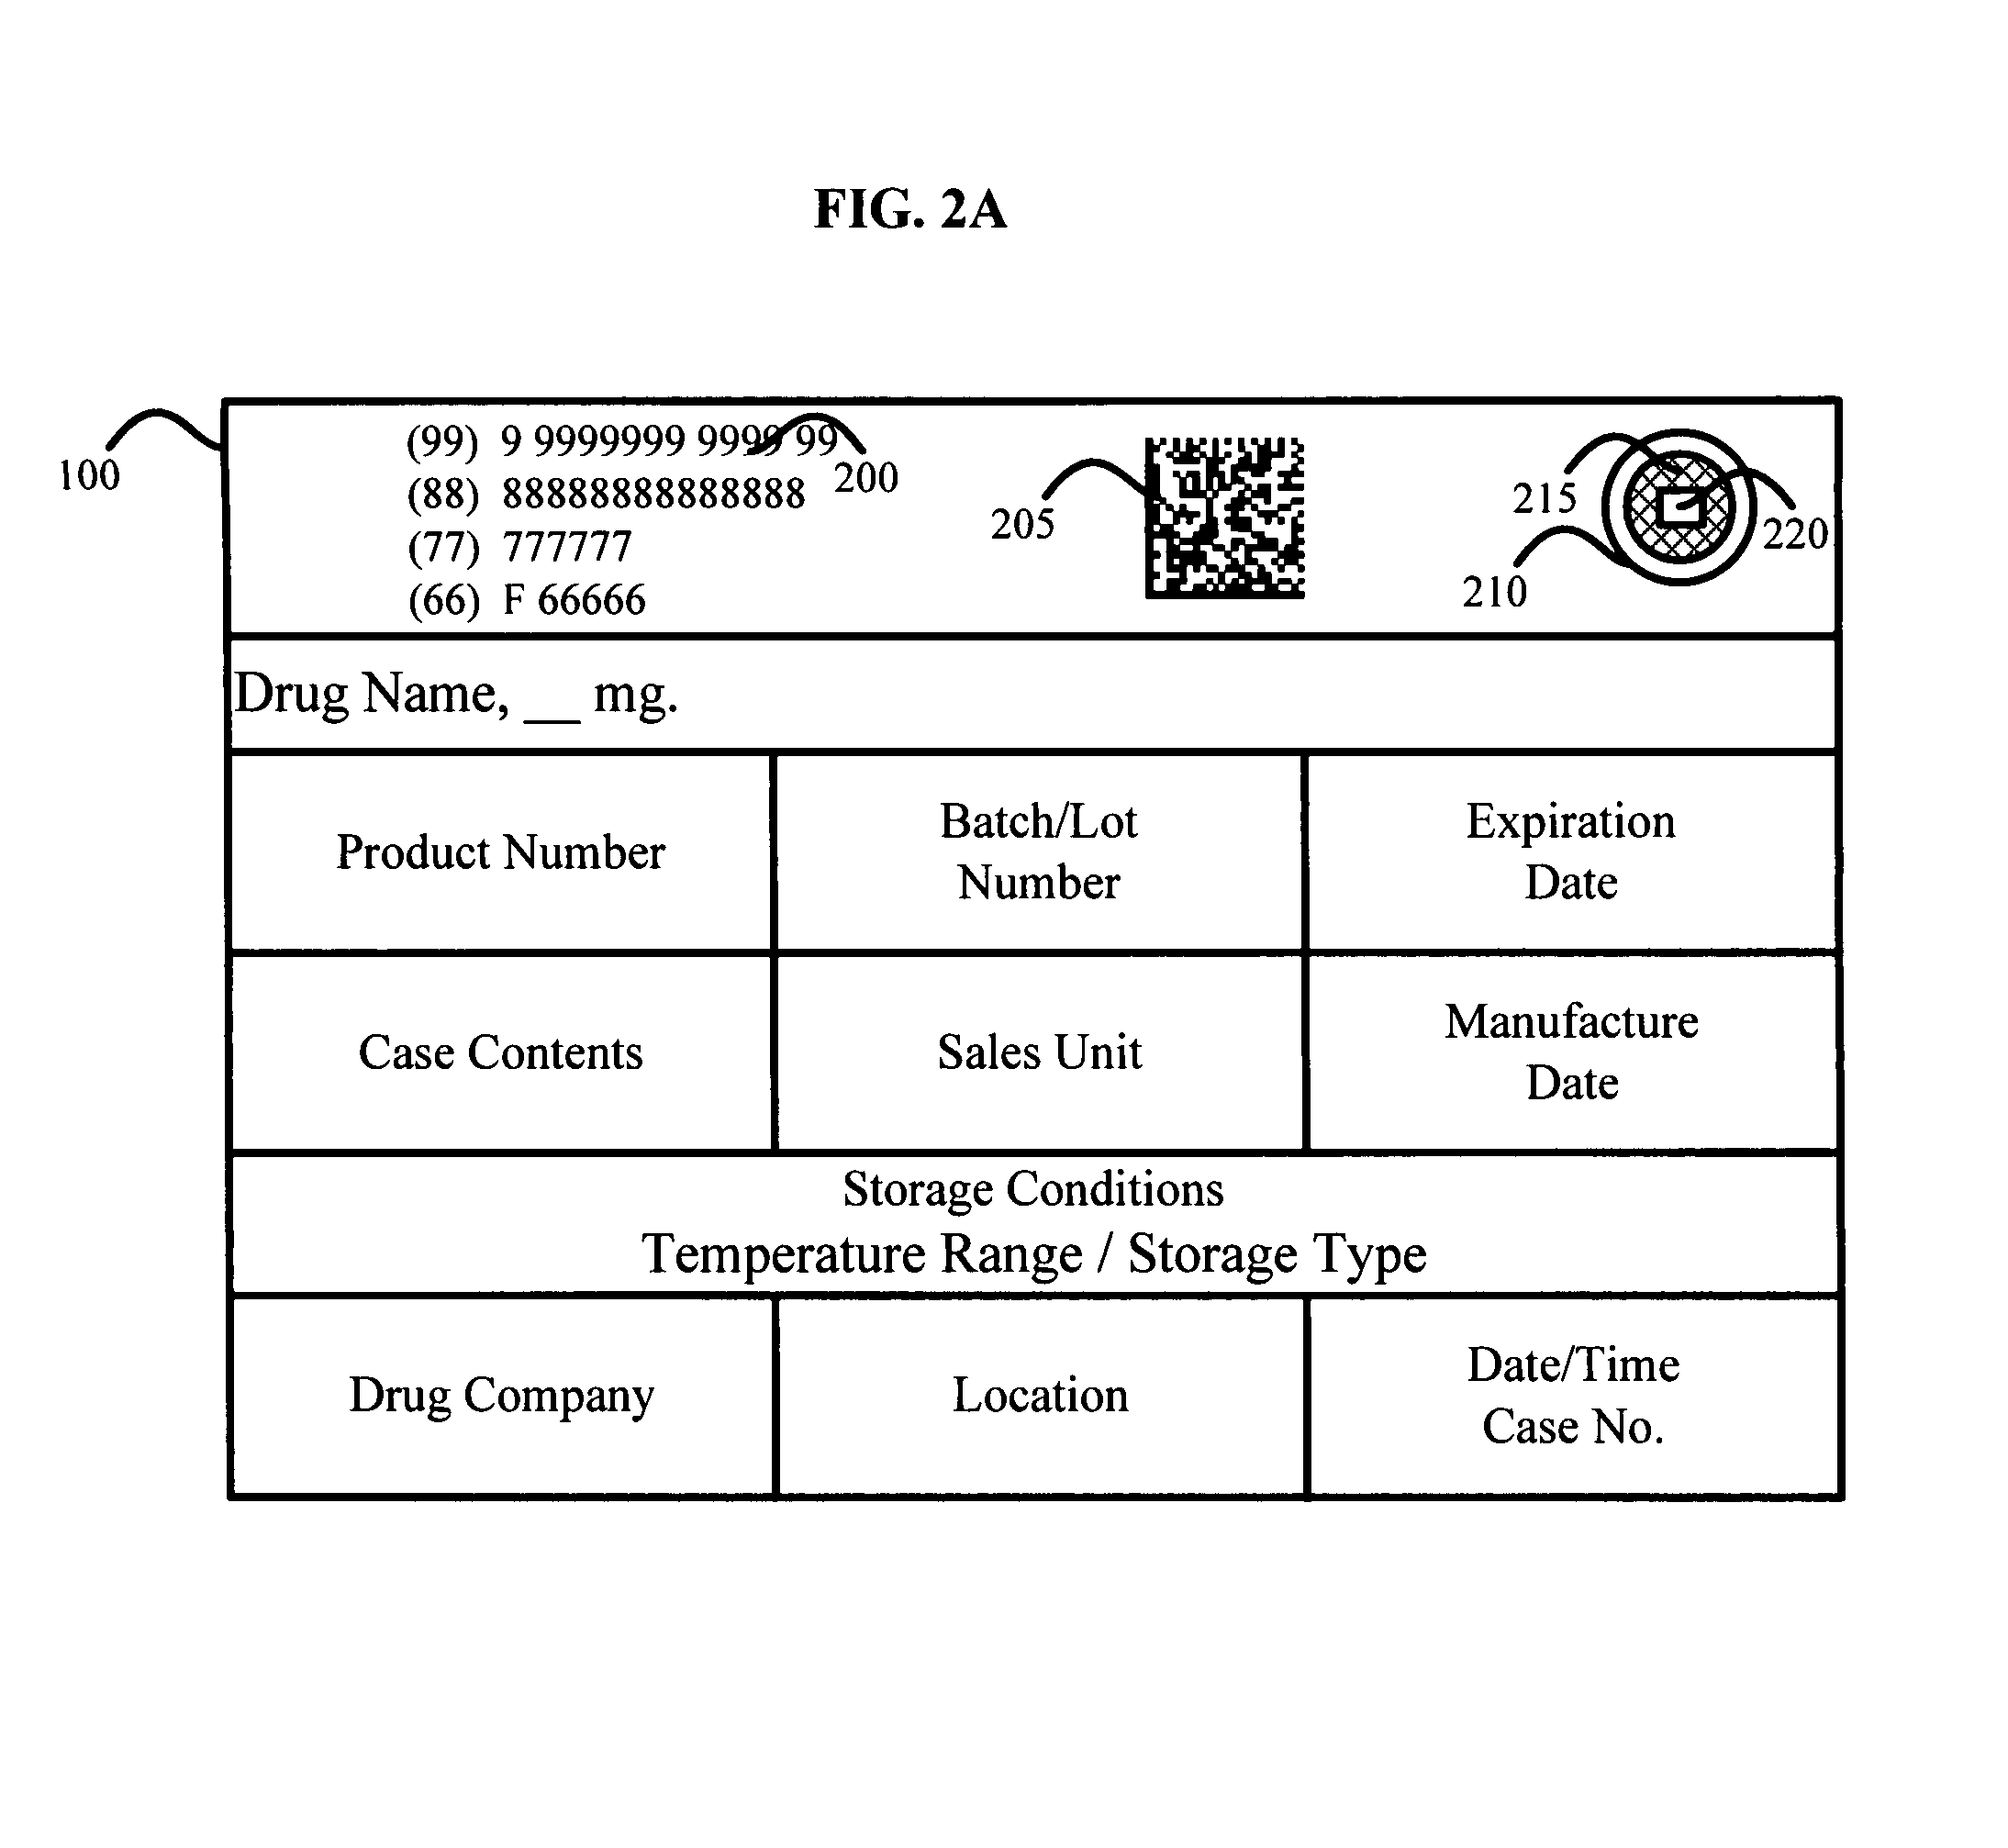 FIG. 2A
100
(99) 9 9999999 9999 99
200
(88) 88888888888888
(77) 777777
(66) F 66666
205
215
220
210
Drug Name, __ mg.
Product Number
Batch/Lot
Number
Expiration
Date
Case Contents
Sales Unit
Manufacture
Date
Storage Conditions
Temperature Range / Storage Type
Drug Company
Location
Date/Time
Case No.